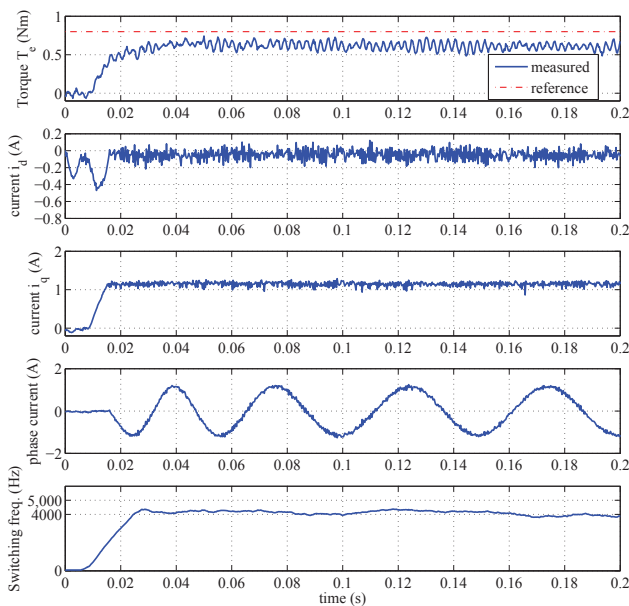 Torque T_e (Nm)
1
0.5
0
measured
reference
0 0.02 0.04 0.06 0.08 0.1 0.12 0.14 0.16 0.18 0.2
current i_d (A)
0.2
0
−0.2
−0.4
−0.6
−0.8
0 0.02 0.04 0.06 0.08 0.1 0.12 0.14 0.16 0.18 0.2
current i_q (A)
2
1
0
0 0.02 0.04 0.06 0.08 0.1 0.12 0.14 0.16 0.18 0.2
phase current (A)
2
0
−2
0 0.02 0.04 0.06 0.08 0.1 0.12 0.14 0.16 0.18 0.2
Switching freq. (Hz)
5,000
4000
0
0 0.02 0.04 0.06 0.08 0.1 0.12 0.14 0.16 0.18 0.2
time (s)